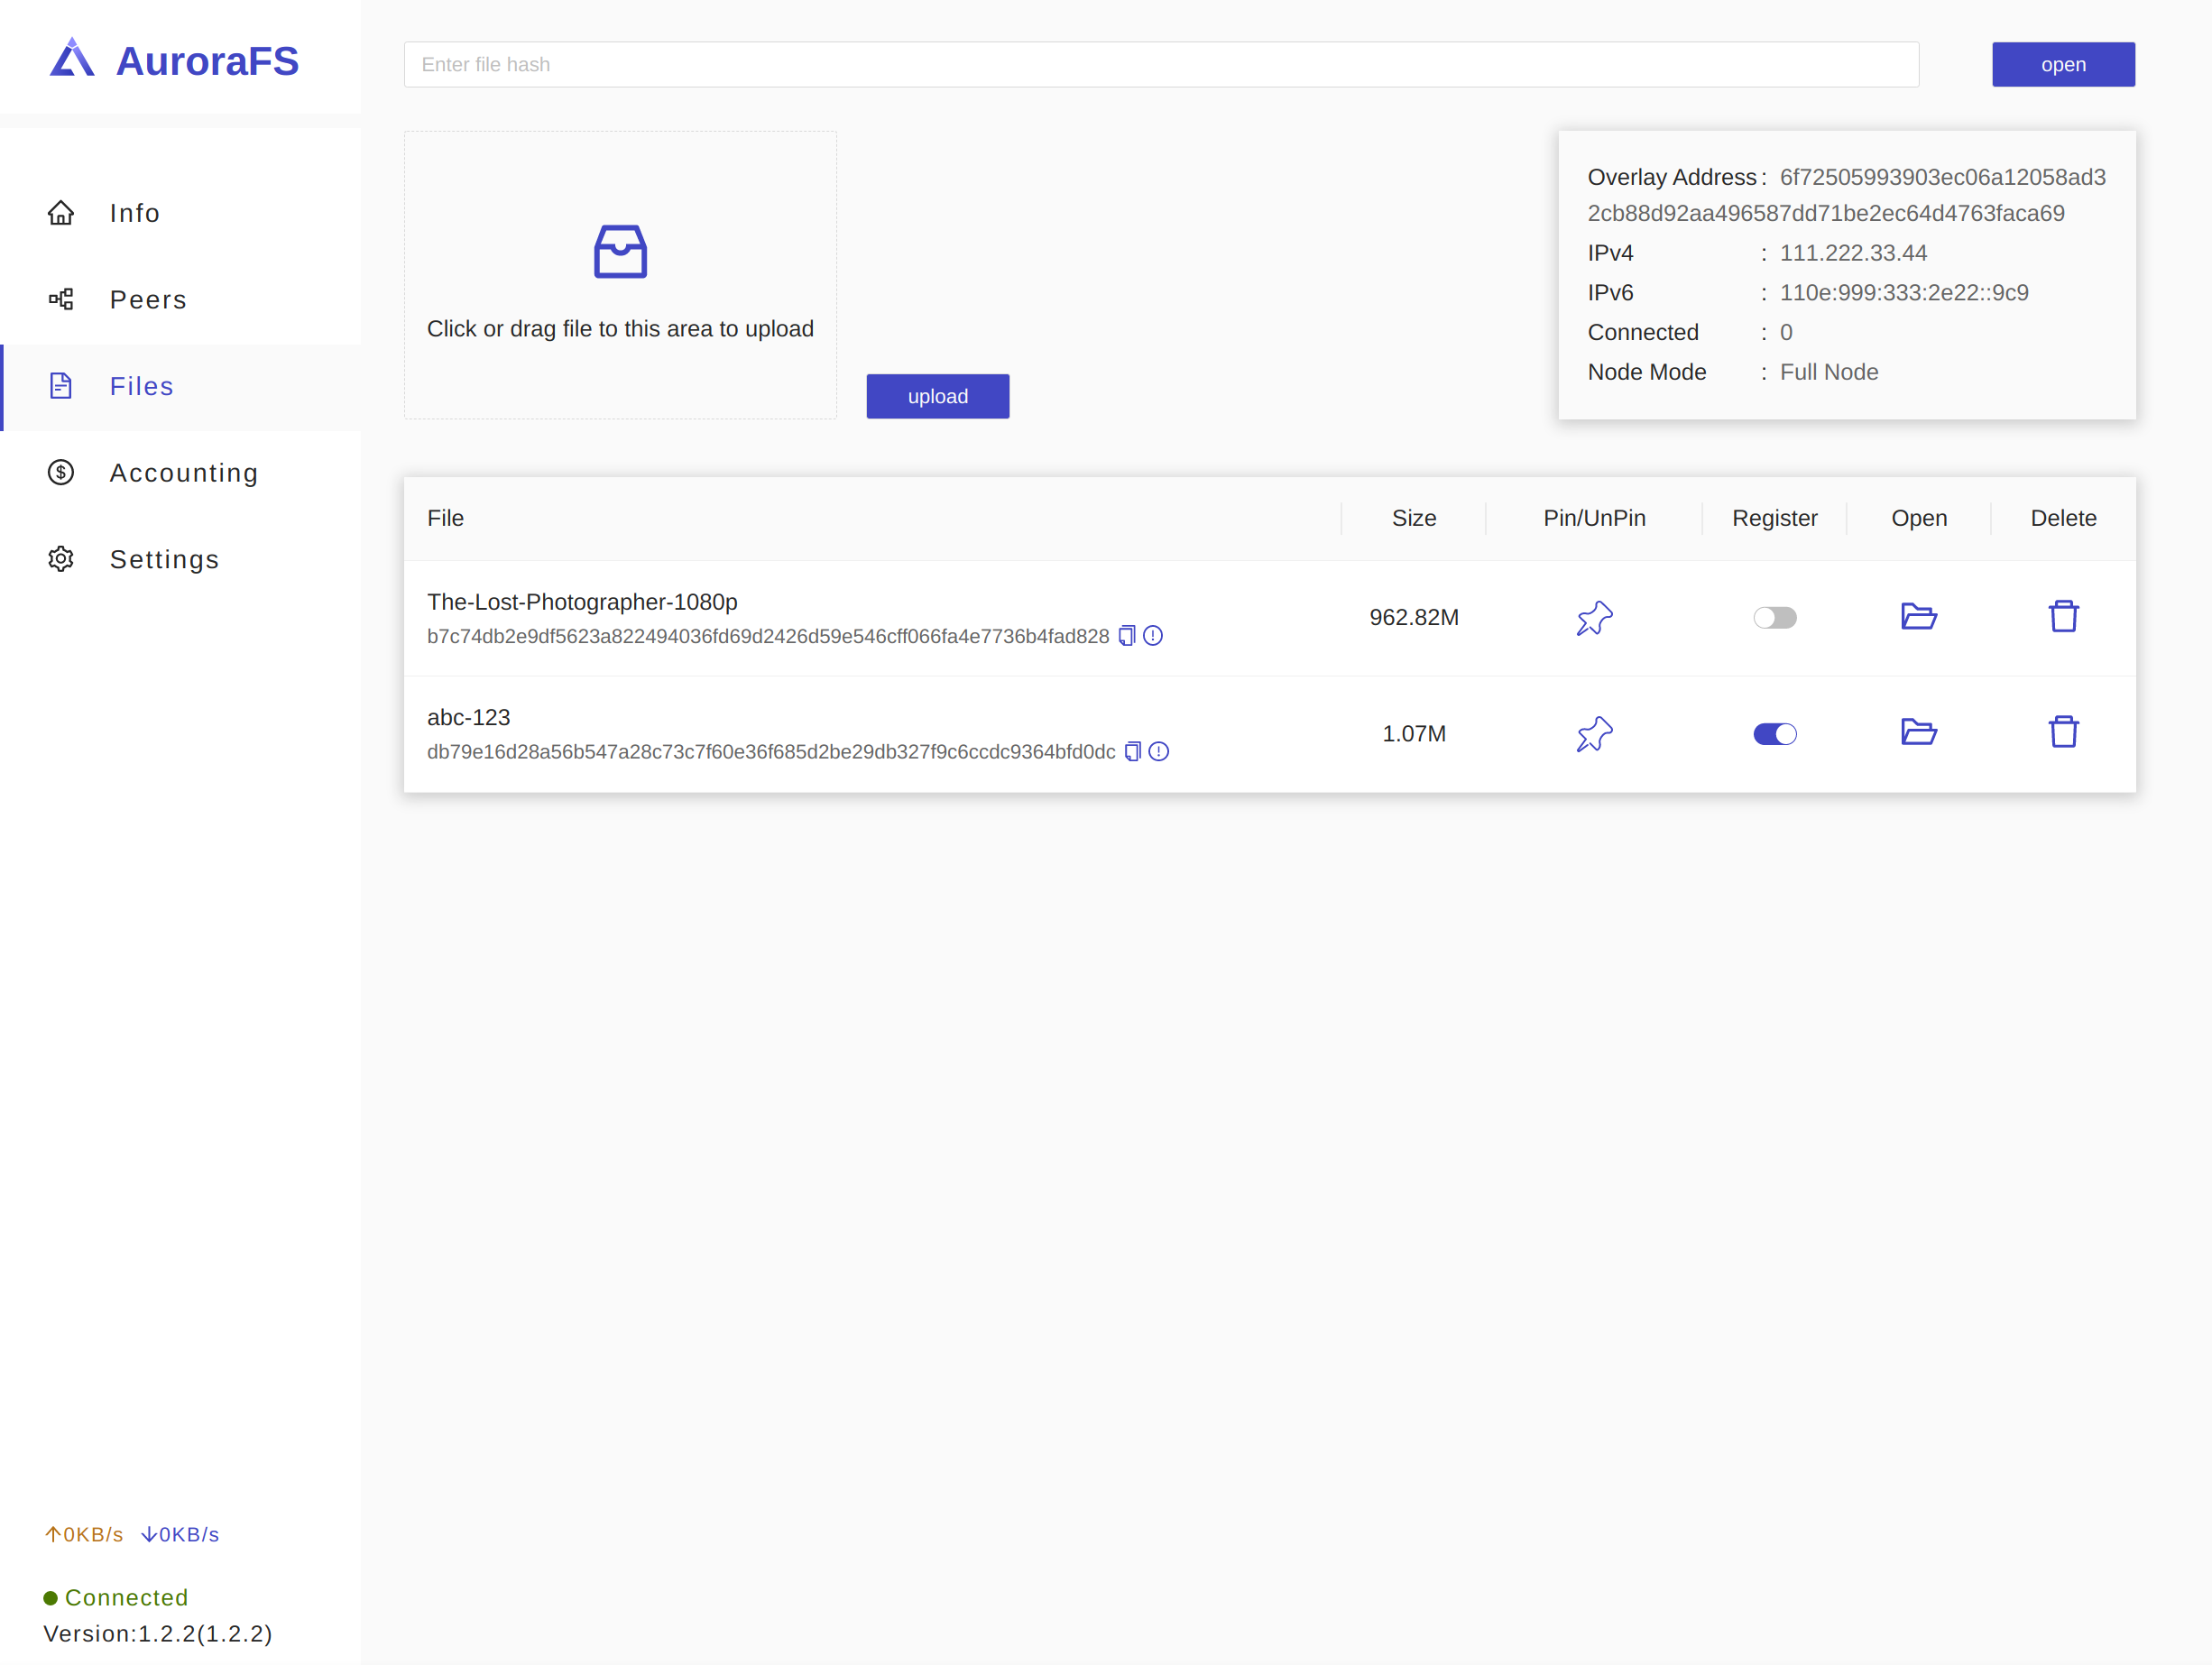 AuroraFS
Enter file hash
open
Info
Peers
Files
Accounting
Settings
Click or drag file to this area to upload
upload
Overlay Address : 6f72505993903ec06a12058ad3
2cb88d92aa496587dd71be2ec64d4763faca69
IPv4 : 111.222.33.44
IPv6 : 110e:999:333:2e22::9c9
Connected : 0
Node Mode : Full Node
File Size Pin/UnPin Register Open Delete
The-Lost-Photographer-1080p
b7c74db2e9df5623a822494036fd69d2426d59e546cff066fa4e7736b4fad828
962.82M
abc-123
db79e16d28a56b547a28c73c7f60e36f685d2be29db327f9c6ccdc9364bfd0dc
1.07M
↑0KB/s ↓0KB/s
Connected
Version:1.2.2(1.2.2)